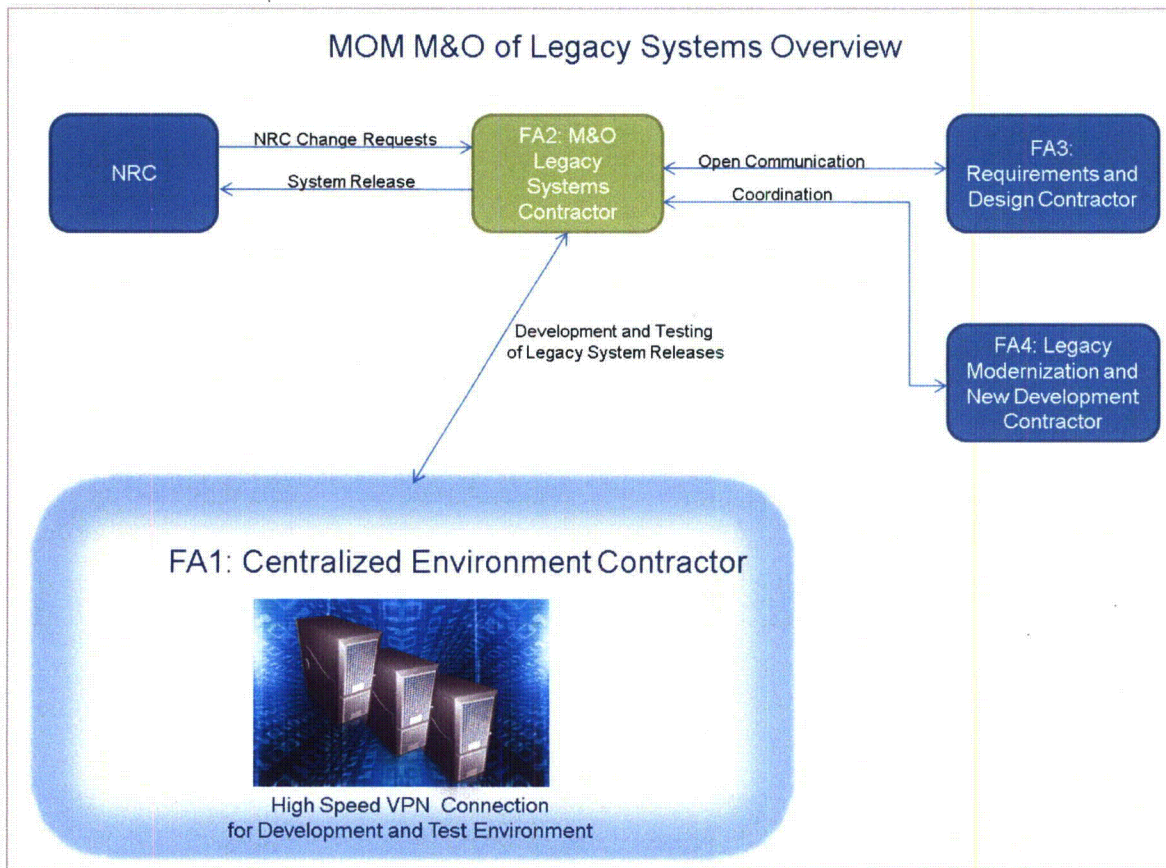 MOM M&O of Legacy Systems Overview
NRC
NRC Change Requests
System Release
FA2: M&O
Legacy
Systems
Contractor
Open Communication
Coordination
FA3:
Requirements and
Design Contractor
Development and Testing
of Legacy System Releases
FA4: Legacy
Modernization and
New Development
Contractor
FA1: Centralized Environment Contractor
High Speed VPN Connection
for Development and Test Environment